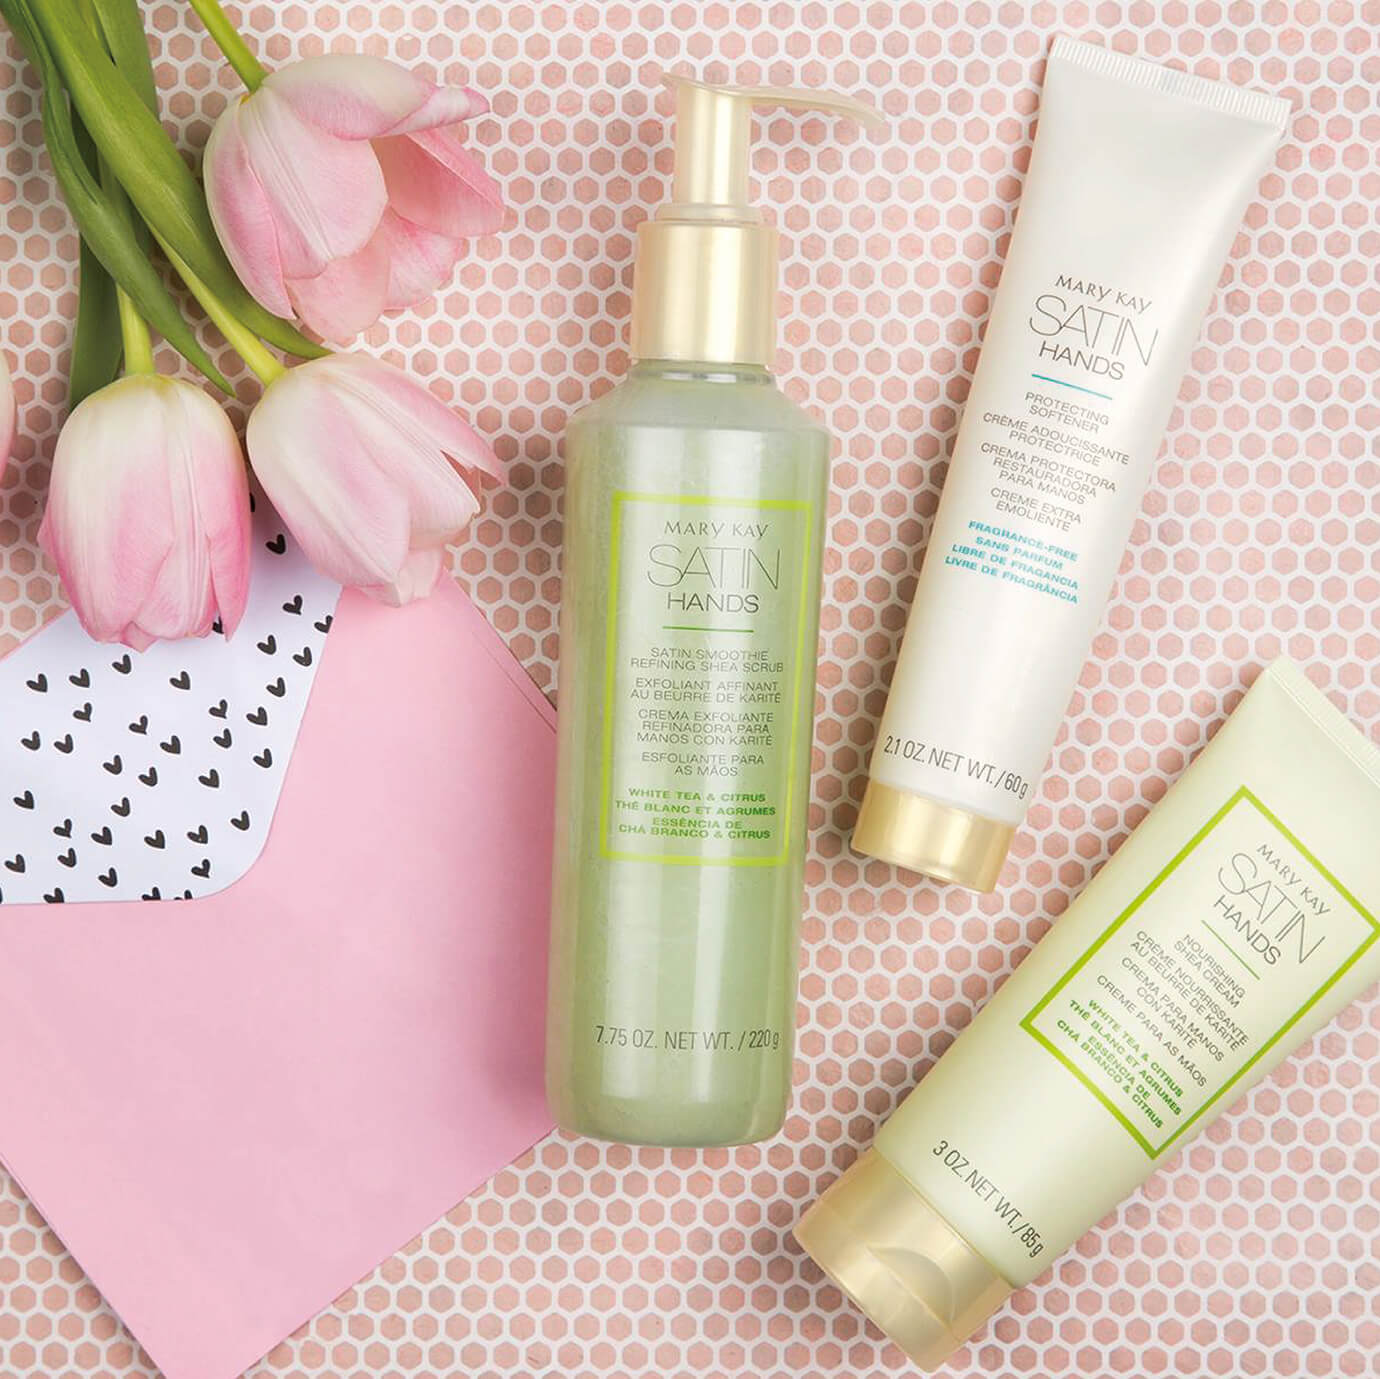 MARY KAY
SATIN
HANDS
SATIN SMOOTHIE
REFINING SHEA SCRUB
EXFOLIANT AFFINANT
AU BEURRE DE KARITÉ
CREMA EXFOLIANTE
REFINADORA PARA
MANOS CON KARITÉ
ESFOLIANTE PARA
AS MÃOS
WHITE TEA & CITRUS
THÉ BLANC ET AGRUMES
ESSÊNCIA DE
CHÁ BRANCO & CITRUS
7.75 OZ. NET WT. / 220 g
MARY KAY
SATIN
HANDS
PROTECTING
SOFTENER
CRÈME ADOUCISSANTE
PROTECTRICE
CREMA PROTECTORA
RESTAURADORA
PARA MANOS
CREME EXTRA
EMOLIENTE
FRAGRANCE-FREE
SANS PARFUM
LIBRE DE FRAGANCIA
LIVRE DE FRAGRÂNCIA
2.1 OZ. NET WT. / 60 g
MARY KAY
SATIN
HANDS
NOURISHING
SHEA CREAM
CRÈME NOURRISSANTE
AU BEURRE DE KARITÉ
CREMA PARA MANOS
CON KARITÉ
CREME PARA AS MÃOS
WHITE TEA & CITRUS
THÉ BLANC ET AGRUMES
ESSÊNCIA DE
CHÁ BRANCO & CITRUS
3 OZ. NET WT. / 85 g